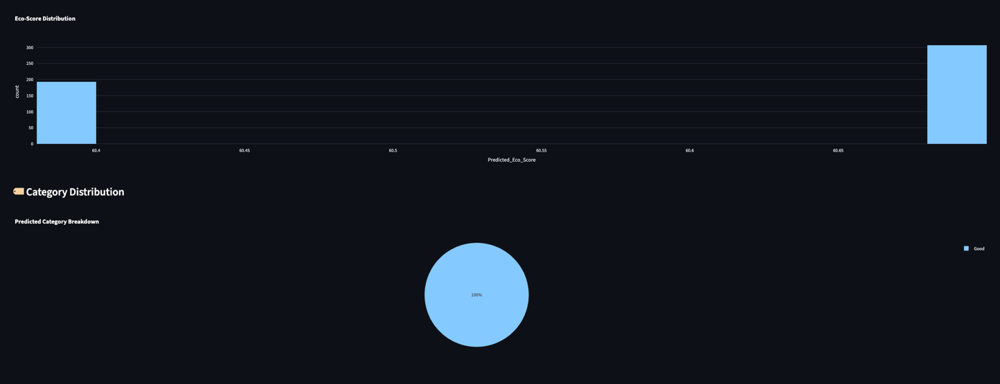 Eco-Score Distribution
300
250
200
150
100
50
0
count
60.4 60.45 60.5 60.55 60.6 60.65
Predicted_Eco_Score
Category Distribution
Predicted Category Breakdown
Good
100%